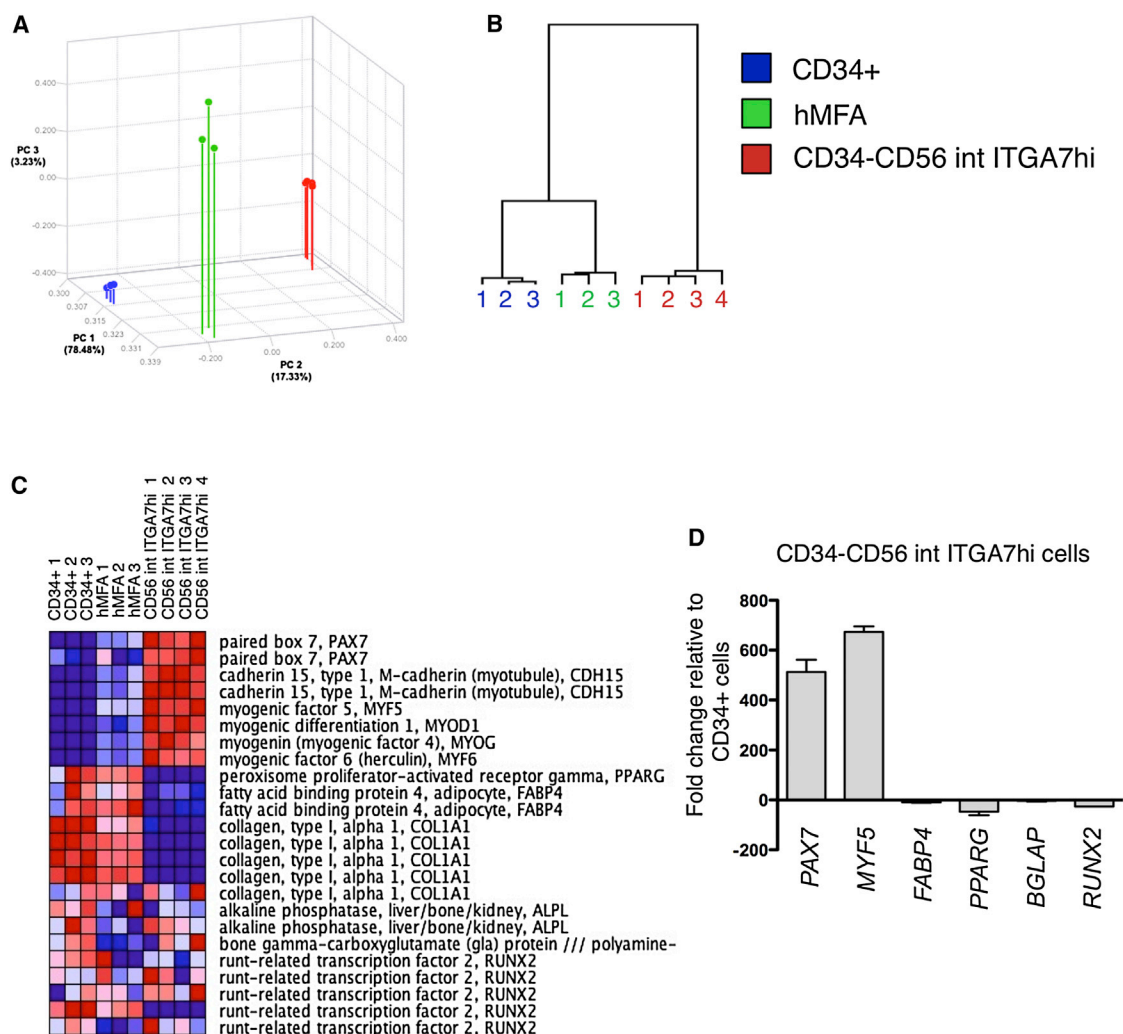 A
0.400
0.200
PC 3
(3.23%)
0.00
-0.200
-0.400
0.300
0.307
0.315
0.323
0.331
0.339
PC 1
(78.48%)
-0.200
0.00
0.200
0.400
PC 2
(17.33%)
B
1 2 3 1 2 3 1 2 3 4
CD34+
hMFA
CD34-CD56 int ITGA7hi
C
CD34+ 1
CD34+ 2
CD34+ 3
hMFA 1
hMFA 2
hMFA 3
CD56 int ITGA7hi 1
CD56 int ITGA7hi 2
CD56 int ITGA7hi 3
CD56 int ITGA7hi 4
paired box 7, PAX7
paired box 7, PAX7
cadherin 15, type 1, M-cadherin (myotubule), CDH15
cadherin 15, type 1, M-cadherin (myotubule), CDH15
myogenic factor 5, MYF5
myogenic differentiation 1, MYOD1
myogenin (myogenic factor 4), MYOG
myogenic factor 6 (herculin), MYF6
peroxisome proliferator-activated receptor gamma, PPARG
fatty acid binding protein 4, adipocyte, FABP4
fatty acid binding protein 4, adipocyte, FABP4
collagen, type I, alpha 1, COL1A1
collagen, type I, alpha 1, COL1A1
collagen, type I, alpha 1, COL1A1
collagen, type I, alpha 1, COL1A1
collagen, type I, alpha 1, COL1A1
alkaline phosphatase, liver/bone/kidney, ALPL
alkaline phosphatase, liver/bone/kidney, ALPL
bone gamma-carboxyglutamate (gla) protein /// polyamine-
runt-related transcription factor 2, RUNX2
runt-related transcription factor 2, RUNX2
runt-related transcription factor 2, RUNX2
runt-related transcription factor 2, RUNX2
runt-related transcription factor 2, RUNX2
D
CD34-CD56 int ITGA7hi cells
Fold change relative to
CD34+ cells
800
600
400
200
0
-200
PAX7
MYF5
FABP4
PPARG
BGLAP
RUNX2